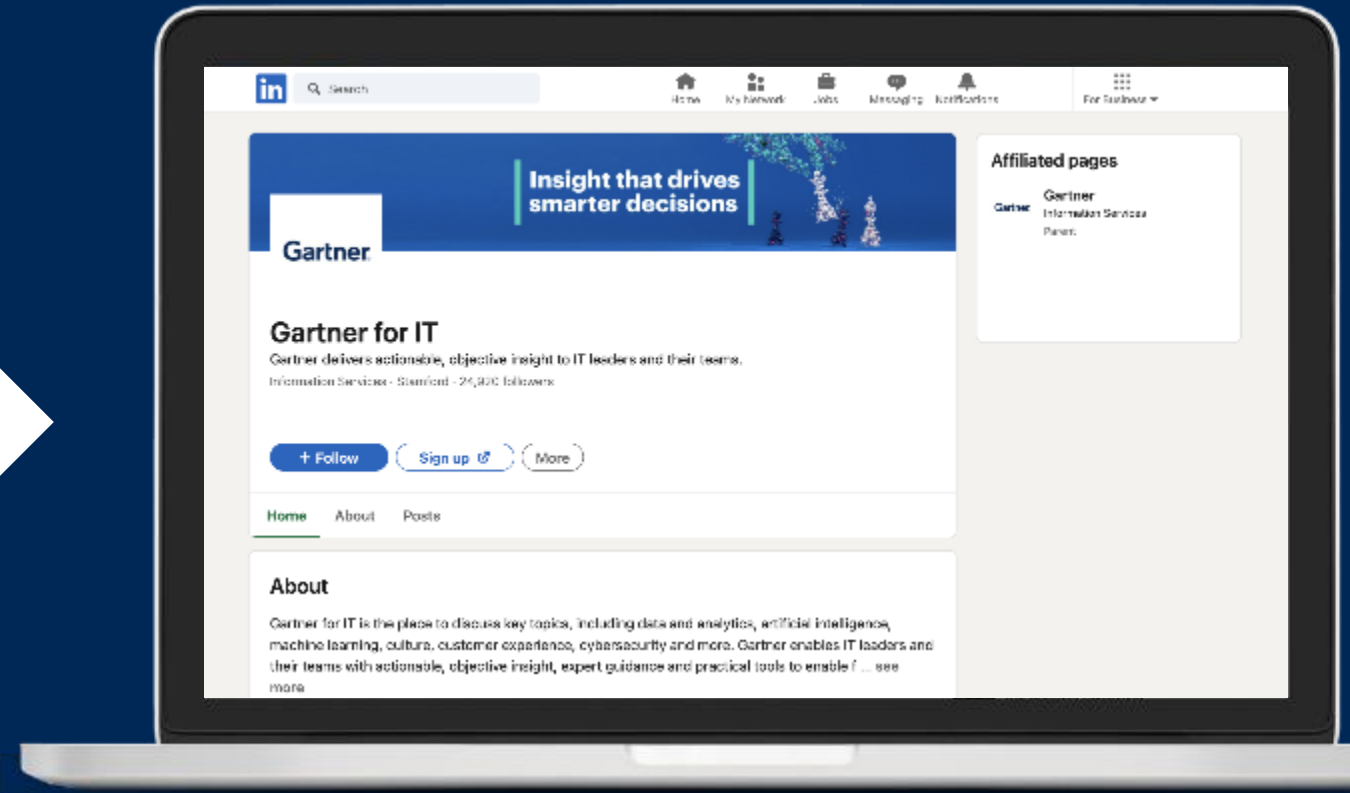 in
Search
Home
My Network
Jobs
Messaging
Notifications
For Business
Insight that drives
smarter decisions
Gartner
Gartner for IT
Gartner delivers actionable, objective insight to IT leaders and their teams.
Information Services · Stamford · 24,920 followers
+ Follow
Sign up
More
Home
About
Posts
About
Gartner for IT is the place to discuss key topics, including data and analytics, artificial intelligence,
machine learning, culture, customer experience, cybersecurity and more. Gartner enables IT leaders and
their teams with actionable, objective insight, expert guidance and practical tools to enable f ... see
more
Affiliated pages
Gartner
Gartner
Information Services
Parent